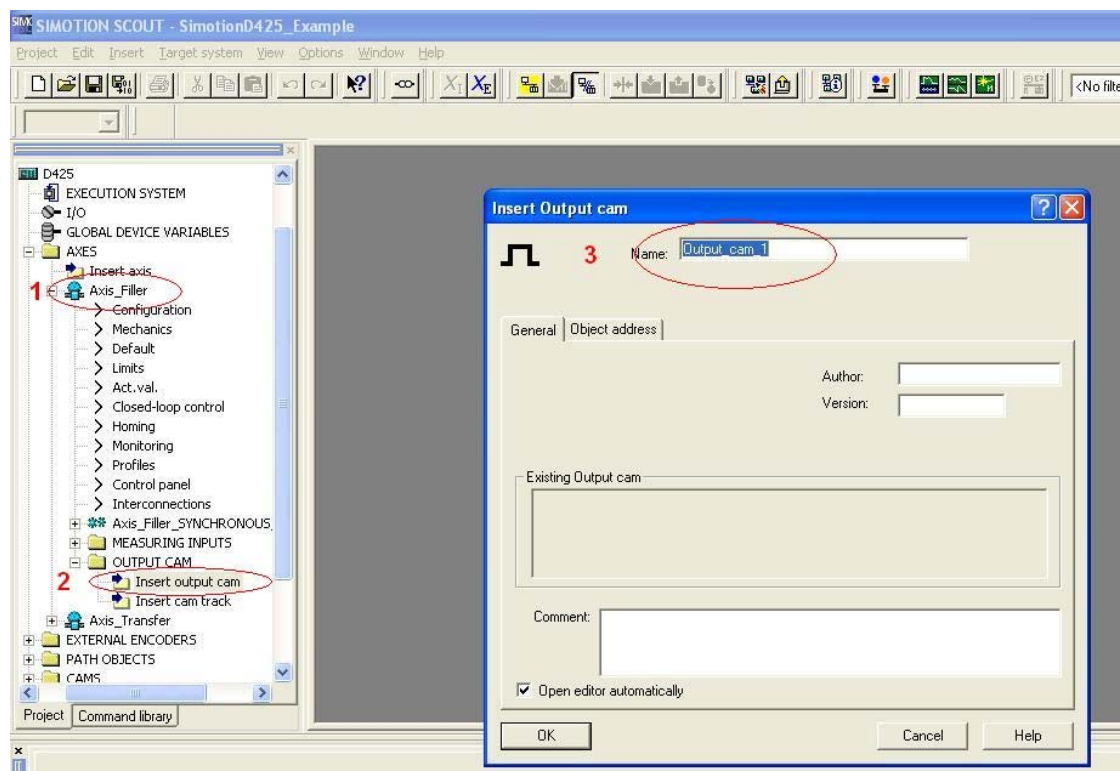 SIMOTION SCOUT - SimotionD425_Example
Project Edit Insert Target system View Options Window Help
<No filte
D425
EXECUTION SYSTEM
I/O
GLOBAL DEVICE VARIABLES
AXES
Insert axis
1 Axis_Filler
Configuration
Mechanics
Default
Limits
Act.val.
Closed-loop control
Homing
Monitoring
Profiles
Control panel
Interconnections
Axis_Filler_SYNCHRONOUS_
MEASURING INPUTS
OUTPUT CAM
2 Insert output cam
Insert cam track
Axis_Transfer
EXTERNAL ENCODERS
PATH OBJECTS
CAMS
Project Command library
Insert Output cam
3 Name: Output_cam_1
General Object address
Author:
Version:
Existing Output cam
Comment:
Open editor automatically
OK Cancel Help